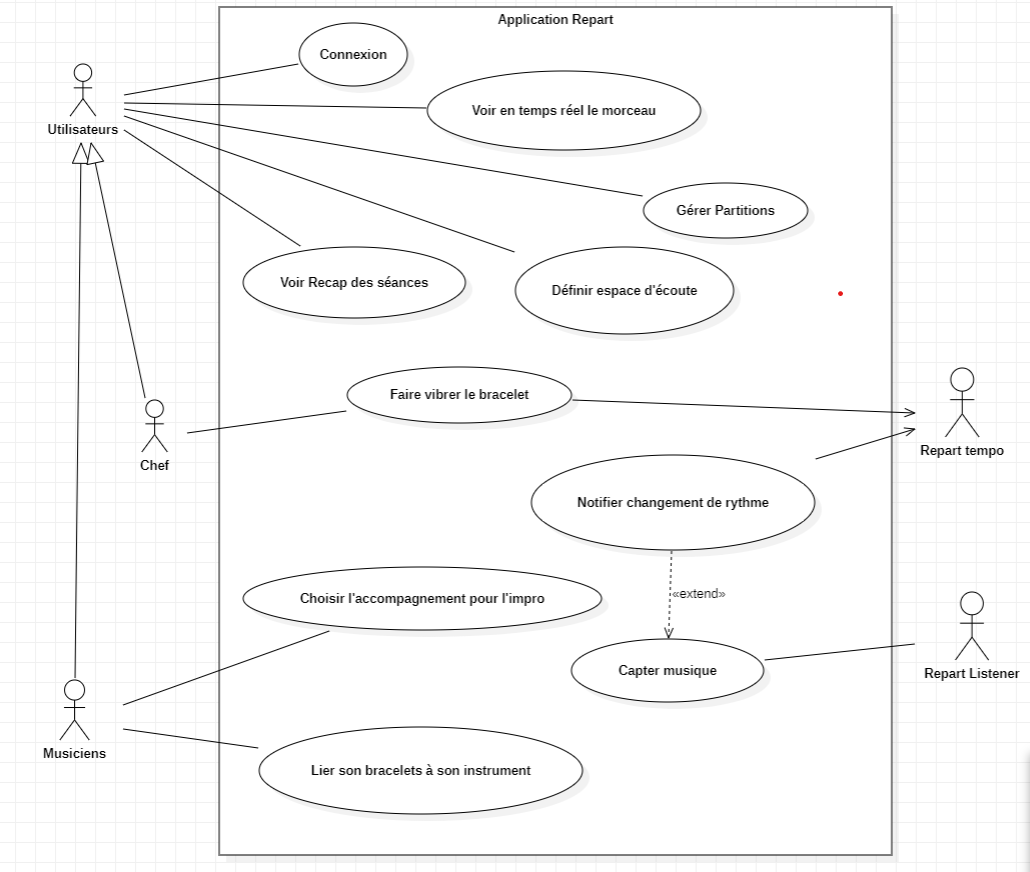 Application Repart
Connexion
Voir en temps réel le morceau
Utilisateurs
Gérer Partitions
Voir Recap des séances
Définir espace d'écoute
Faire vibrer le bracelet
Repart tempo
Chef
Notifier changement de rythme
«extend»
Choisir l'accompagnement pour l'impro
Capter musique
Repart Listener
Musiciens
Lier son bracelets à son instrument